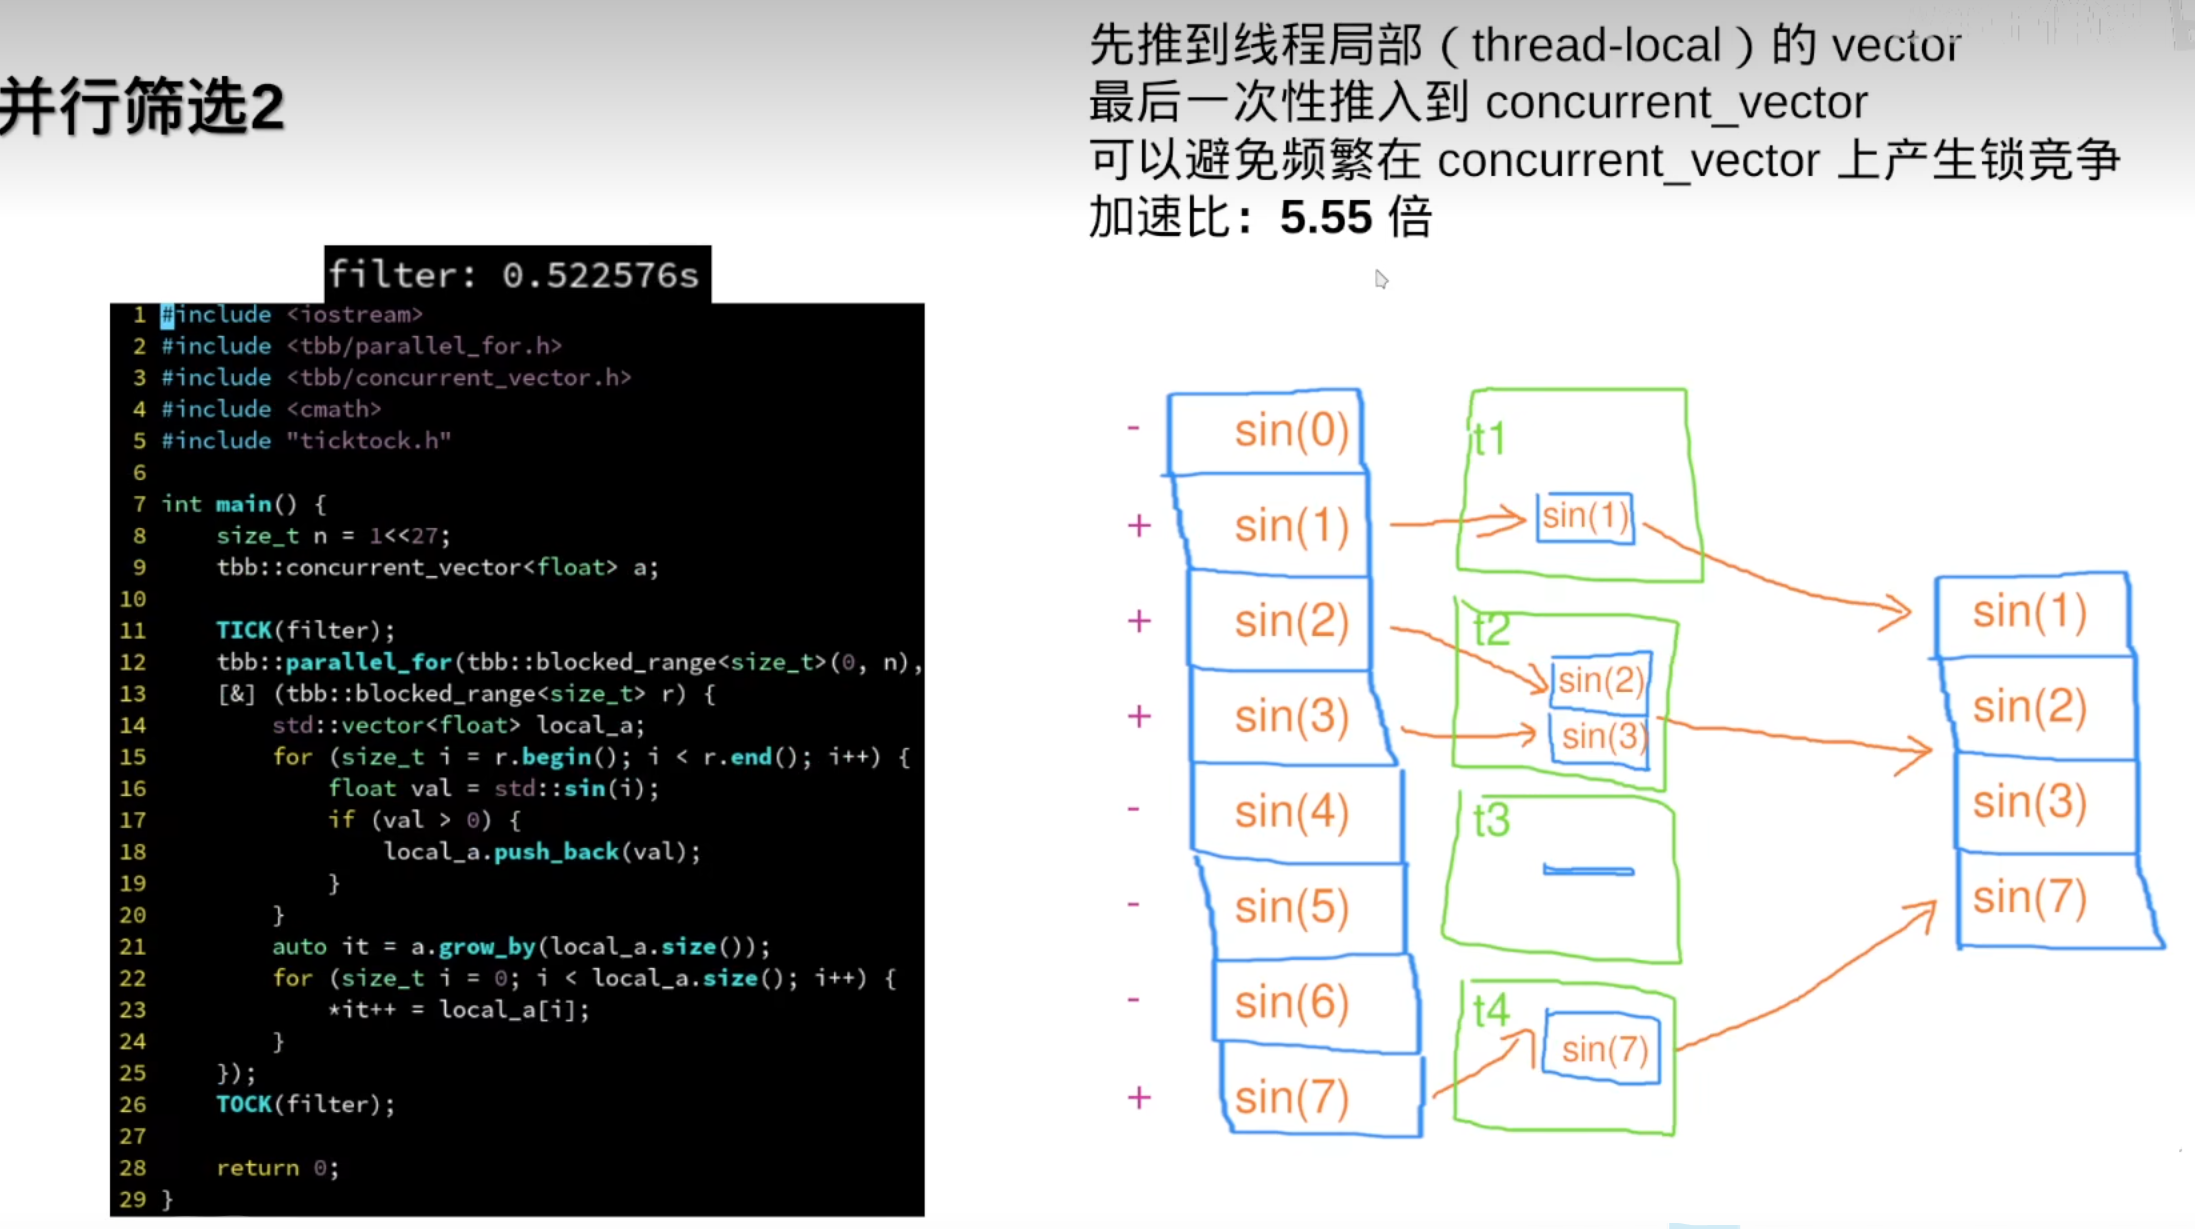 并行筛选2
先推到线程局部（thread-local）的 vector
最后一次性推入到 concurrent_vector
可以避免频繁在 concurrent_vector 上产生锁竞争
加速比：5.55 倍
filter: 0.522576s
1 #include <iostream>
2 #include <tbb/parallel_for.h>
3 #include <tbb/concurrent_vector.h>
4 #include <cmath>
5 #include "ticktock.h"
6
7 int main() {
8     size_t n = 1<<27;
9     tbb::concurrent_vector<float> a;
10
11     TICK(filter);
12     tbb::parallel_for(tbb::blocked_range<size_t>(0, n),
13     [&] (tbb::blocked_range<size_t> r) {
14         std::vector<float> local_a;
15         for (size_t i = r.begin(); i < r.end(); i++) {
16             float val = std::sin(i);
17             if (val > 0) {
18                 local_a.push_back(val);
19             }
20         }
21         auto it = a.grow_by(local_a.size());
22         for (size_t i = 0; i < local_a.size(); i++) {
23             *it++ = local_a[i];
24         }
25     });
26     TOCK(filter);
27
28     return 0;
29 }
- sin(0)
+ sin(1)
+ sin(2)
+ sin(3)
- sin(4)
- sin(5)
- sin(6)
+ sin(7)
t1
sin(1)
t2
sin(2)
sin(3)
t3
t4
sin(7)
sin(1)
sin(2)
sin(3)
sin(7)